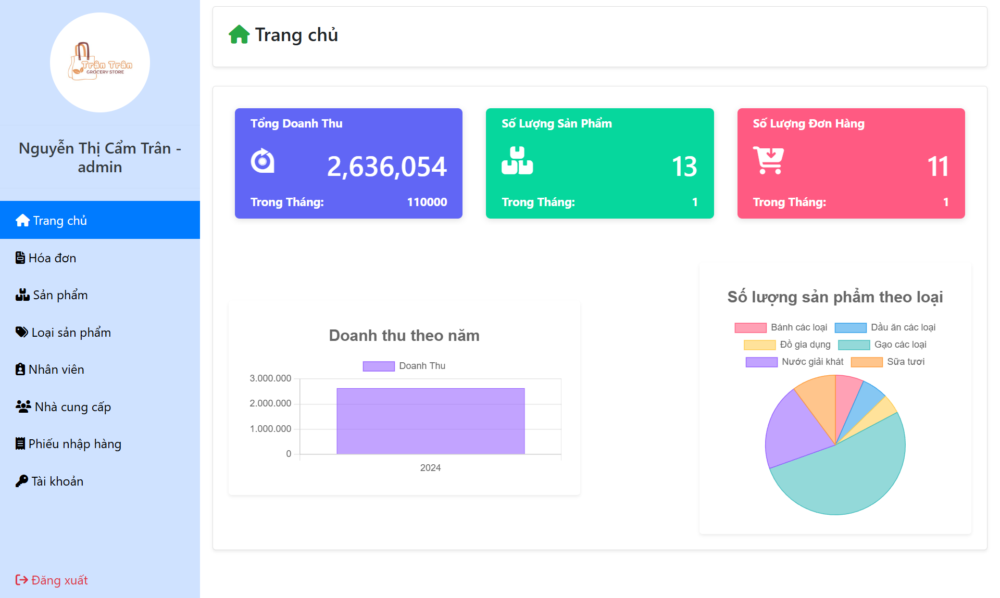 Trân Trân
GROCERY STORE
Nguyễn Thị Cẩm Trân -
admin
Trang chủ
Hóa đơn
Sản phẩm
Loại sản phẩm
Nhân viên
Nhà cung cấp
Phiếu nhập hàng
Tài khoản
Đăng xuất
Trang chủ
Tổng Doanh Thu
2,636,054
Trong Tháng: 110000
Số Lượng Sản Phẩm
13
Trong Tháng: 1
Số Lượng Đơn Hàng
11
Trong Tháng: 1
Doanh thu theo năm
Doanh Thu
3.000.000
2.000.000
1.000.000
0
2024
Số lượng sản phẩm theo loại
Bánh các loại Dầu ăn các loại
Đồ gia dụng Gạo các loại
Nước giải khát Sữa tươi